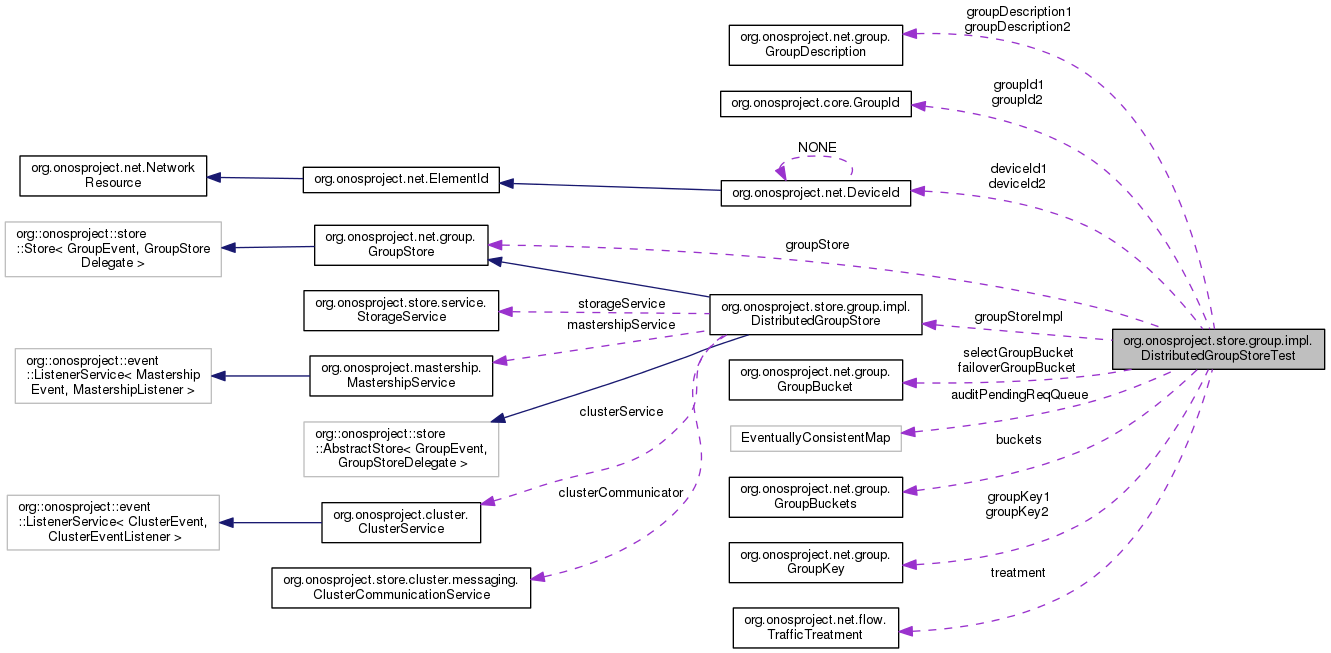 groupDescription1
groupDescription2
org.onosproject.net.group.
GroupDescription
groupId1
groupId2
org.onosproject.core.GroupId
NONE
org.onosproject.net.Network
Resource
org.onosproject.net.ElementId
org.onosproject.net.DeviceId
deviceId1
deviceId2
org::onosproject::store
::Store< GroupEvent, GroupStore
Delegate >
org.onosproject.net.group.
GroupStore
groupStore
org.onosproject.store.service.
StorageService
storageService
mastershipService
org.onosproject.store.group.impl.
DistributedGroupStore
groupStoreImpl
org.onosproject.store.group.impl.
DistributedGroupStoreTest
org::onosproject::event
::ListenerService< Mastership
Event, MastershipListener >
org.onosproject.mastership.
MastershipService
org.onosproject.net.group.
GroupBucket
selectGroupBucket
failoverGroupBucket
auditPendingReqQueue
clusterService
org::onosproject::store
::AbstractStore< GroupEvent,
GroupStoreDelegate >
EventuallyConsistentMap
buckets
clusterCommunicator
org.onosproject.net.group.
GroupBuckets
groupKey1
groupKey2
org::onosproject::event
::ListenerService< ClusterEvent,
ClusterEventListener >
org.onosproject.cluster.
ClusterService
org.onosproject.net.group.
GroupKey
treatment
org.onosproject.store.cluster.messaging.
ClusterCommunicationService
org.onosproject.net.flow.
TrafficTreatment